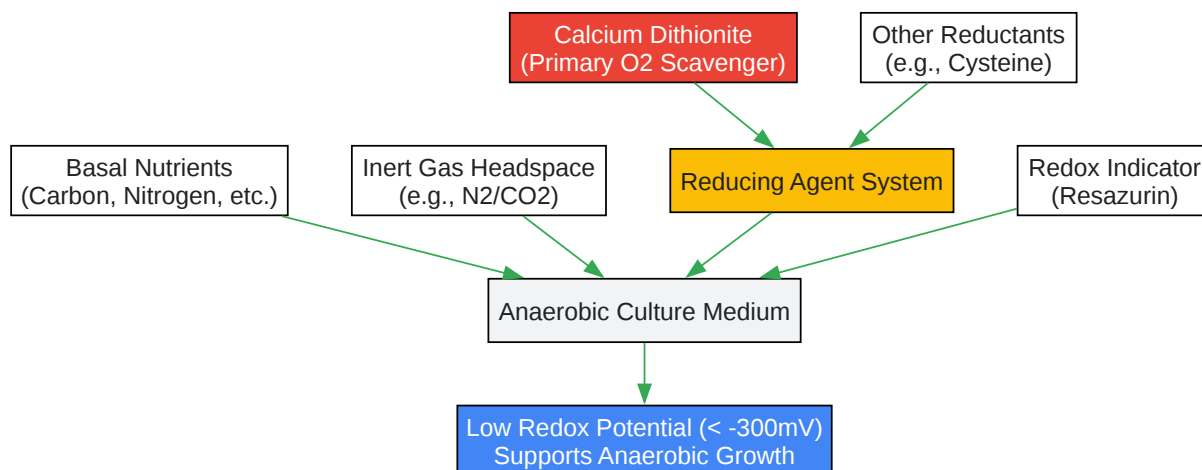 Calcium Dithionite
(Primary O2 Scavenger)
Other Reductants
(e.g., Cysteine)
Basal Nutrients
(Carbon, Nitrogen, etc.)
Inert Gas Headspace
(e.g., N2/CO2)
Reducing Agent System
Redox Indicator
(Resazurin)
Anaerobic Culture Medium
Low Redox Potential (< -300mV)
Supports Anaerobic Growth